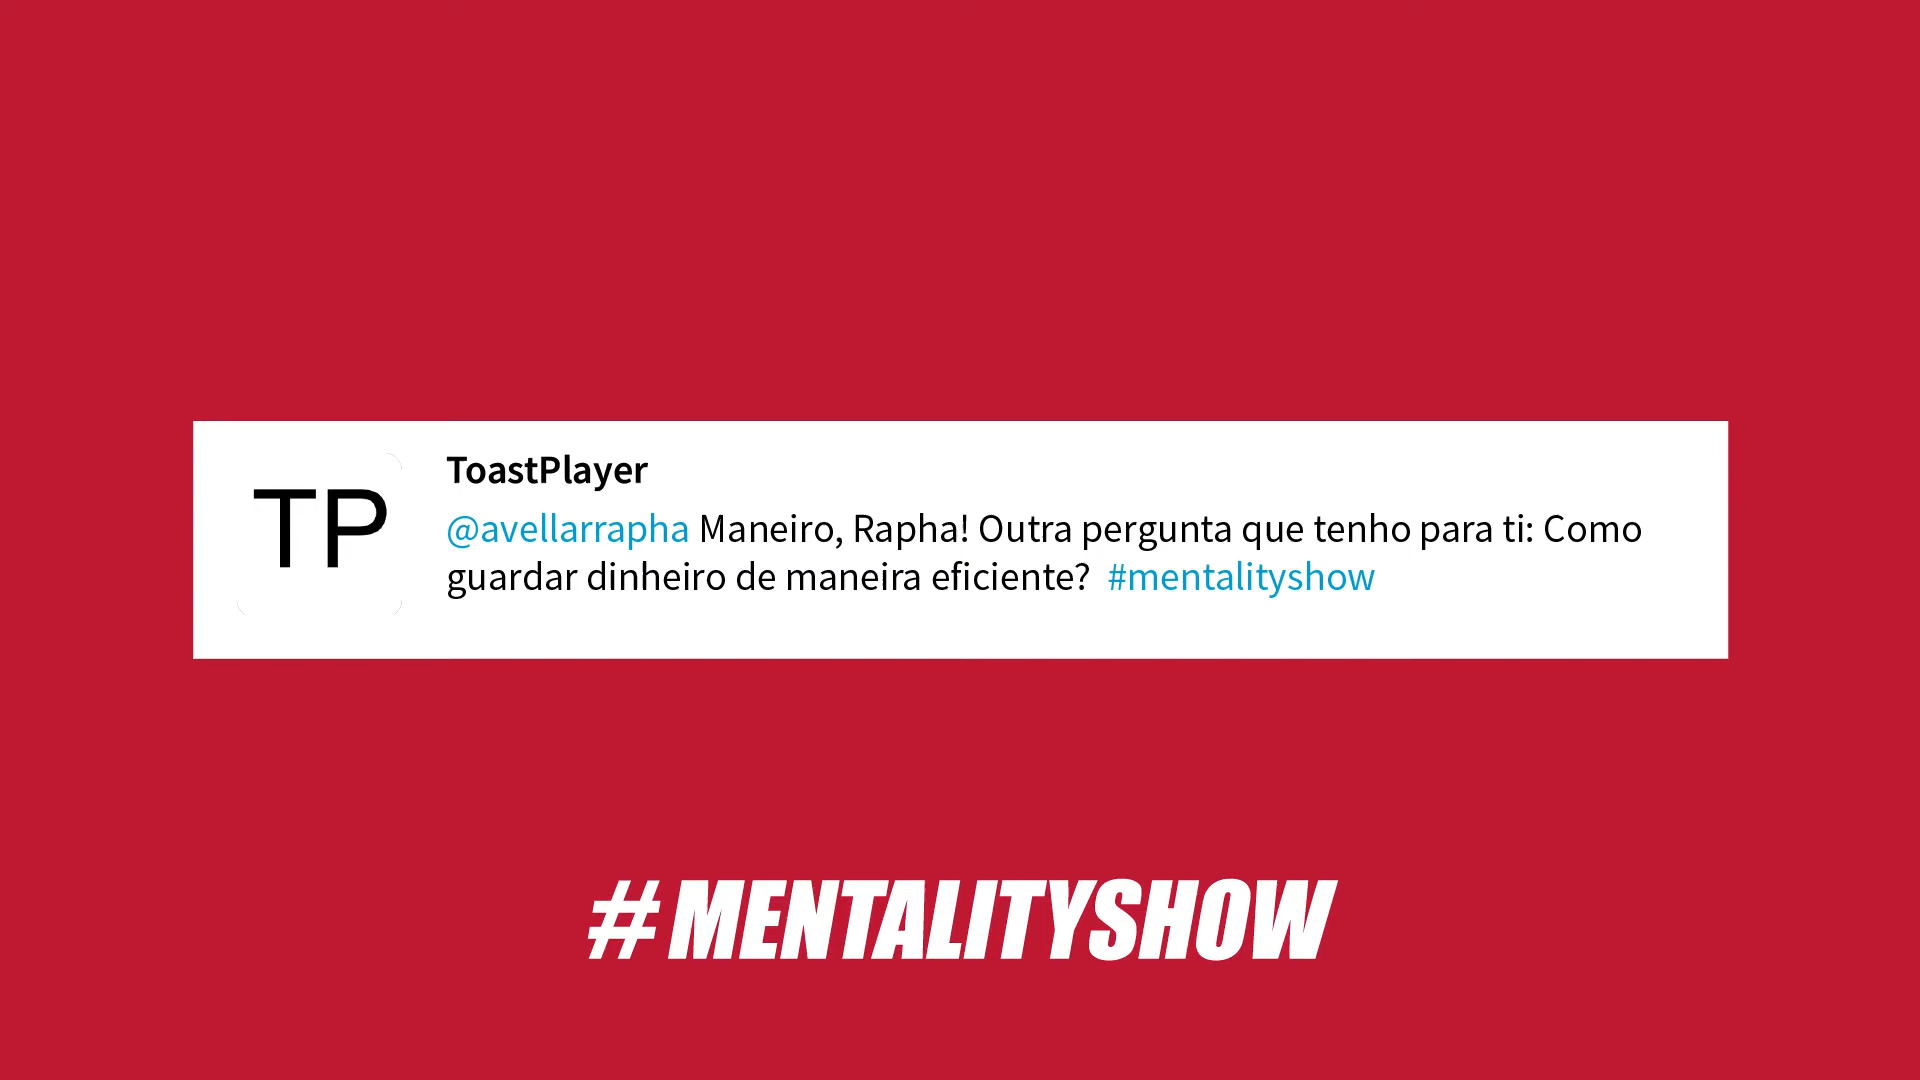 TP
ToastPlayer
@avellarrapha Maneiro, Rapha! Outra pergunta que tenho para ti: Como
guardar dinheiro de maneira eficiente? #mentalityshow
#MENTALITYSHOW